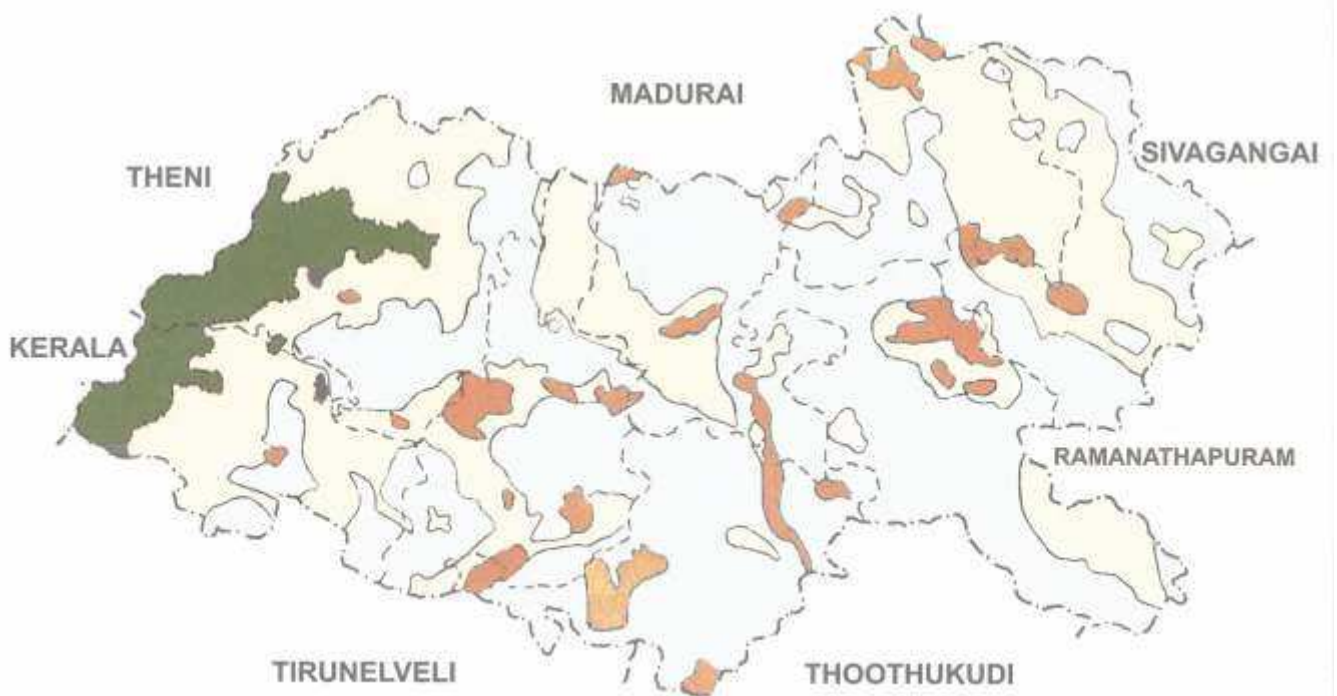 MADURAI
SIVAGANGAI
THENI
KERALA
RAMANATHAPURAM
TIRUNELVELI
THOOTHUKUDI